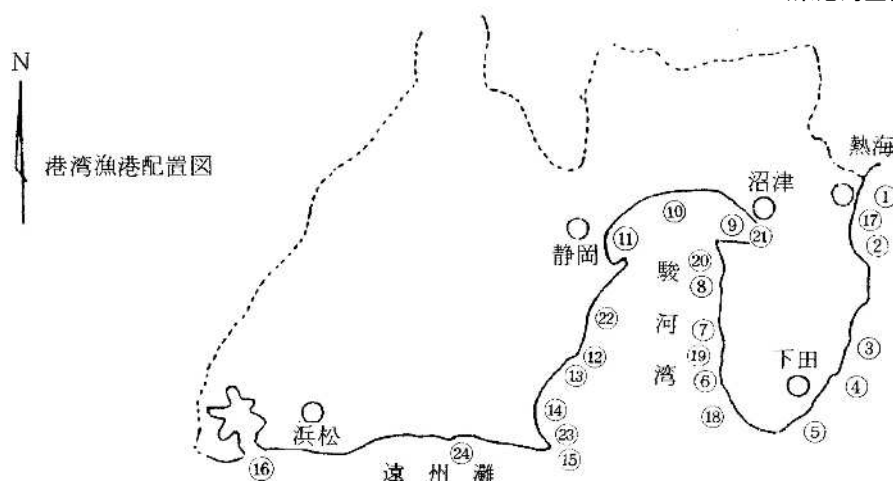 N
港湾漁港配置図
熱海
沼津
静岡
駿河湾
下田
浜松
遠州灘
①
⑰
②
③
④
⑤
⑩
⑨
㉑
⑪
⑳
⑧
㉒
⑦
⑫
⑲
⑬
⑥
⑭
⑱
㉓
⑮
㉔
⑯